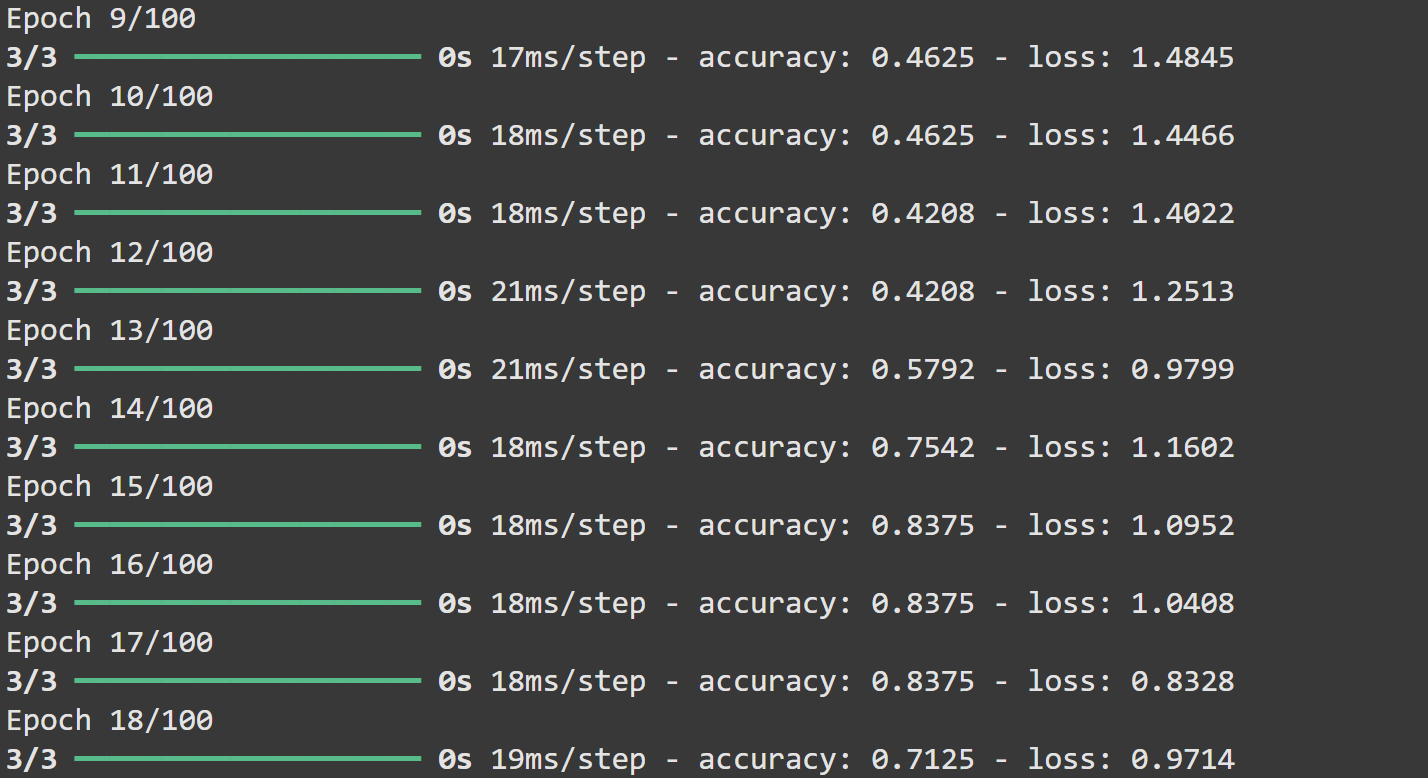 Epoch 9/100
3/3 ━━━━━━━━━━━━━━━━━━━━ 0s 17ms/step - accuracy: 0.4625 - loss: 1.4845
Epoch 10/100
3/3 ━━━━━━━━━━━━━━━━━━━━ 0s 18ms/step - accuracy: 0.4625 - loss: 1.4466
Epoch 11/100
3/3 ━━━━━━━━━━━━━━━━━━━━ 0s 18ms/step - accuracy: 0.4208 - loss: 1.4022
Epoch 12/100
3/3 ━━━━━━━━━━━━━━━━━━━━ 0s 21ms/step - accuracy: 0.4208 - loss: 1.2513
Epoch 13/100
3/3 ━━━━━━━━━━━━━━━━━━━━ 0s 21ms/step - accuracy: 0.5792 - loss: 0.9799
Epoch 14/100
3/3 ━━━━━━━━━━━━━━━━━━━━ 0s 18ms/step - accuracy: 0.7542 - loss: 1.1602
Epoch 15/100
3/3 ━━━━━━━━━━━━━━━━━━━━ 0s 18ms/step - accuracy: 0.8375 - loss: 1.0952
Epoch 16/100
3/3 ━━━━━━━━━━━━━━━━━━━━ 0s 18ms/step - accuracy: 0.8375 - loss: 1.0408
Epoch 17/100
3/3 ━━━━━━━━━━━━━━━━━━━━ 0s 18ms/step - accuracy: 0.8375 - loss: 0.8328
Epoch 18/100
3/3 ━━━━━━━━━━━━━━━━━━━━ 0s 19ms/step - accuracy: 0.7125 - loss: 0.9714